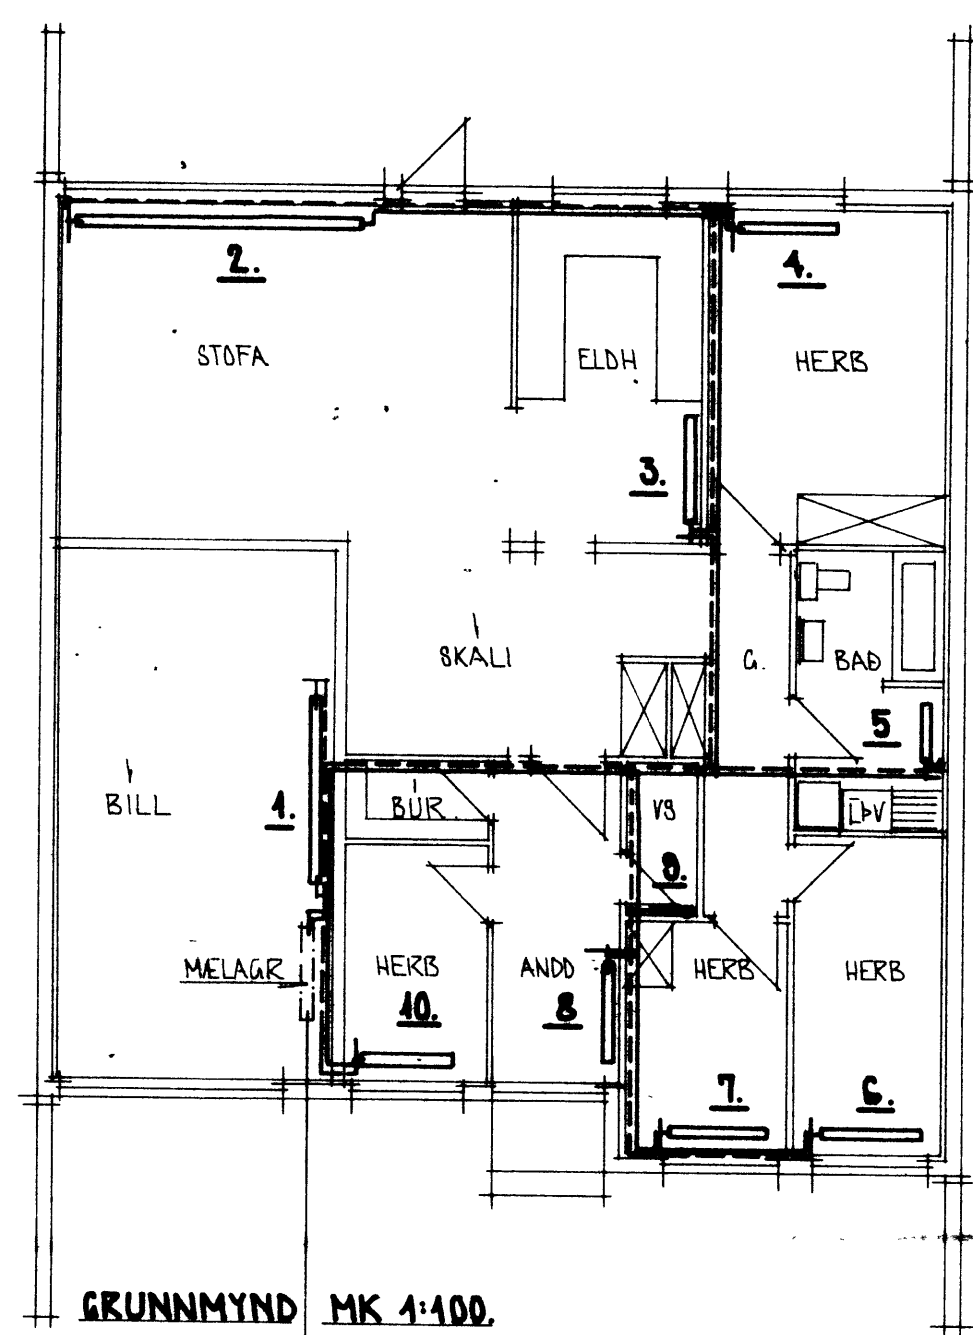 2.
4.
STOFA
ELDH
HERB
3.
SKÁLI
G.
BAÐ
5
BILL
1.
BÚR
VS
ÞV
9.
MÆLAGR
HERB
ANDD
HERB
HERB
10.
8
7.
6.
GRUNNMYND MK 1:100.